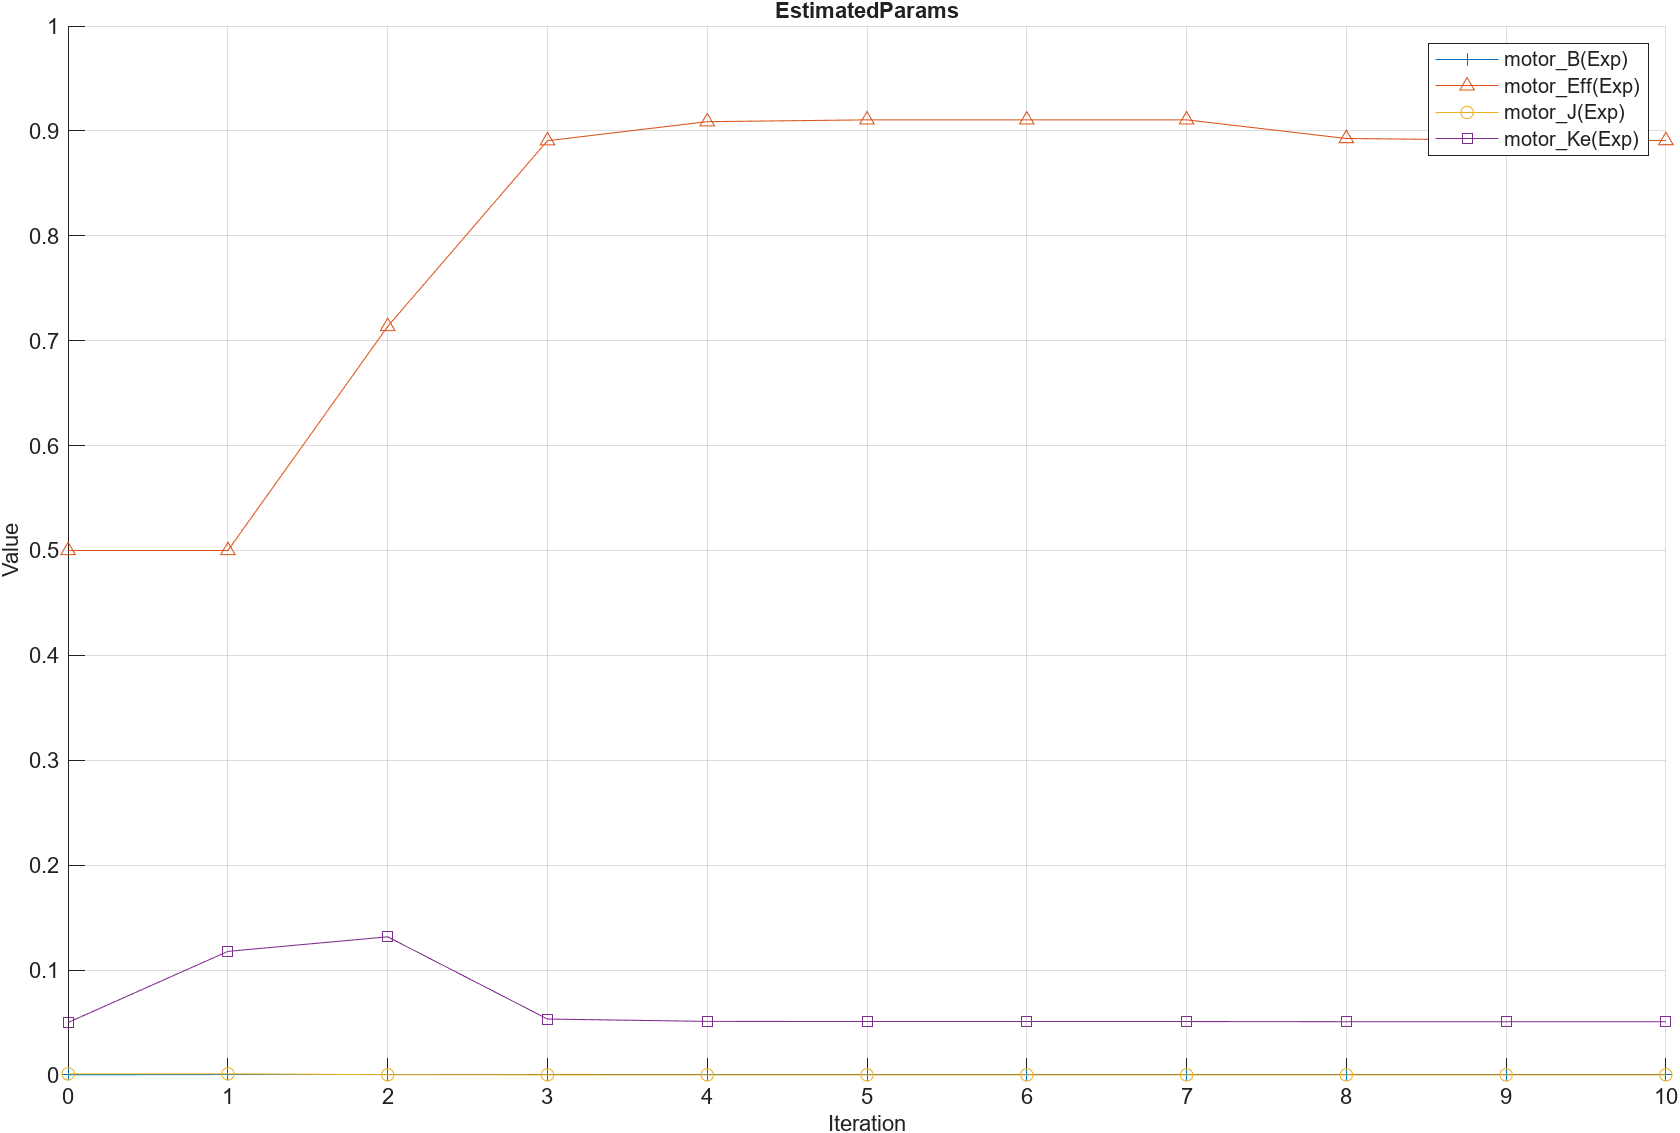 EstimatedParams
motor_B(Exp)
motor_Eff(Exp)
motor_J(Exp)
motor_Ke(Exp)
1
0.9
0.8
0.7
0.6
0.5
0.4
0.3
0.2
0.1
0
Value
0 1 2 3 4 5 6 7 8 9 10
Iteration